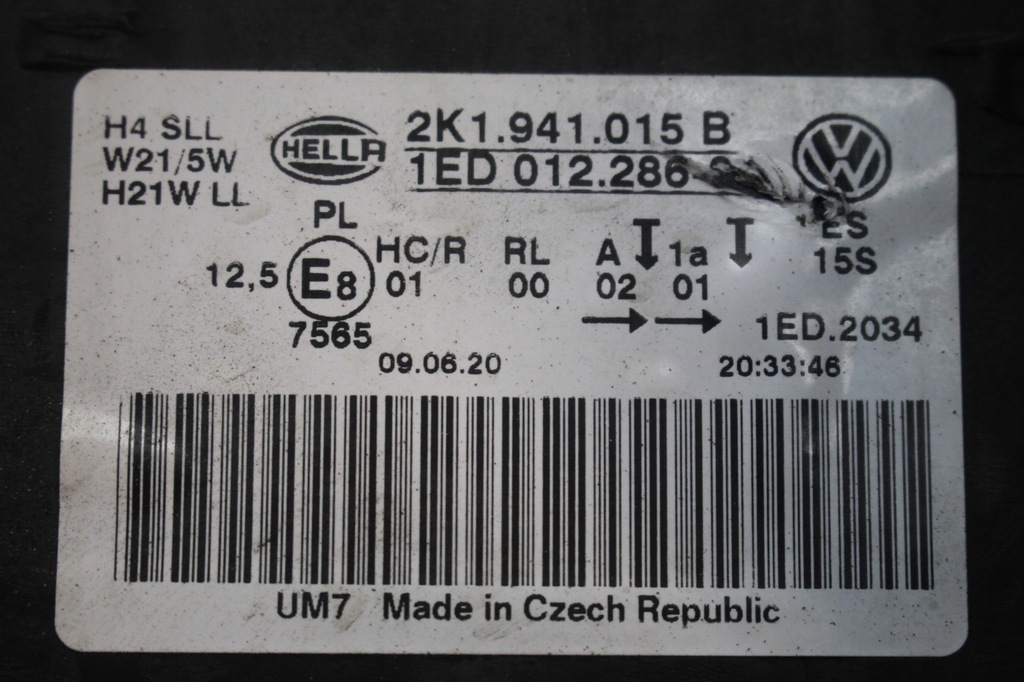 H4 SLL
W21/5W
H21W LL
HELLA
2K1.941.015 B
1ED 012.286
VW
ES
15S
PL
12,5 E8 HC/R RL A 1a
01 00 02 01
7565
1ED.2034
09.06.20 20:33:46
UM7 Made in Czech Republic